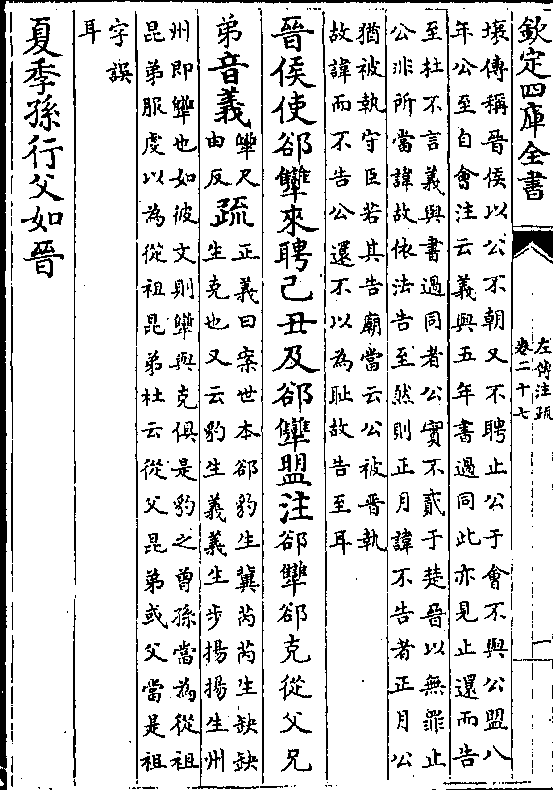 欽定四庫全書
左傳注疏
卷二十七
一
壤傳稱晉侯以公不朝又不聘止公于會不與公盟八
年公至自會注云義與五年書過同此亦見止還而告
至杜不言義與書過同者公實不貳于楚晉以無罪止
公非所當諱故依法告至然則正月諱不告者正月公
猶被執守臣若其告廟當云公被晉執
故諱而不告公還不以為恥故告至耳
晉侯使郤犨來聘己丑及郤犨盟注郤犨郤克從父兄
弟音義犨尺
由反疏正義曰案世本郤豹生冀芮芮生缺缺
生克也又云豹生義義生步揚揚生州
州即犨也如彼文則犨與克俱是豹之曾孫當為從祖
昆弟服虔以為從祖昆弟杜云從父昆弟或父當是祖
字誤
耳
夏季孫行父如晉